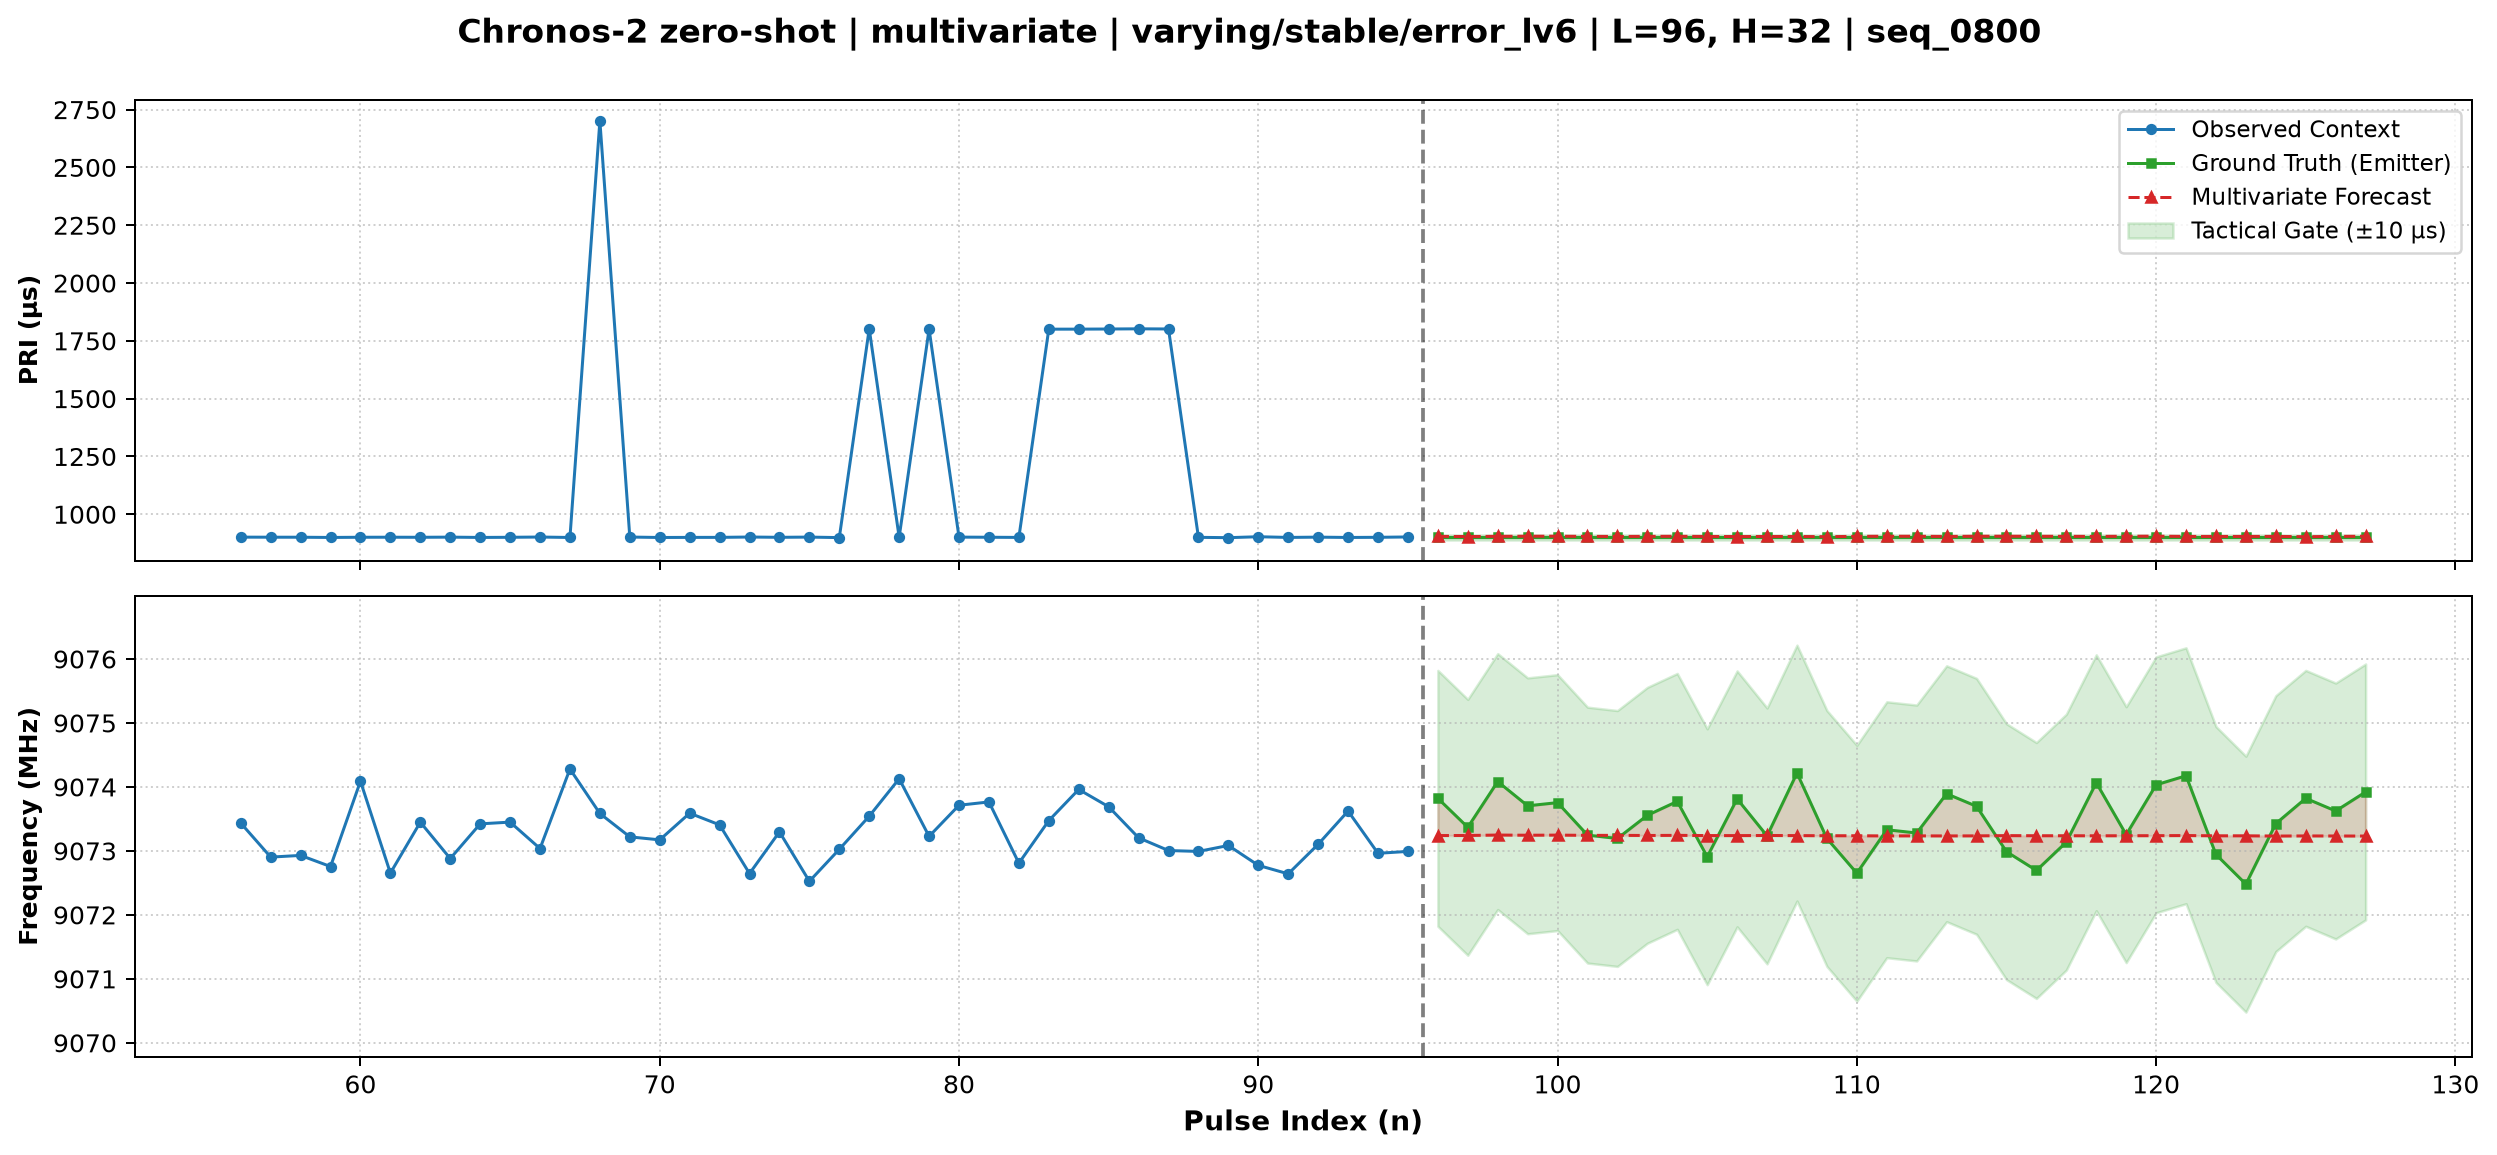 Chronos-2 zero-shot | multivariate | varying/stable/error_lv6 | L=96, H=32 | seq_0800
PRI (μs)
2750
2500
2250
2000
1750
1500
1250
1000
Observed Context
Ground Truth (Emitter)
Multivariate Forecast
Tactical Gate (±10 μs)
Frequency (MHz)
9076
9075
9074
9073
9072
9071
9070
60 70 80 90 100 110 120 130
Pulse Index (n)